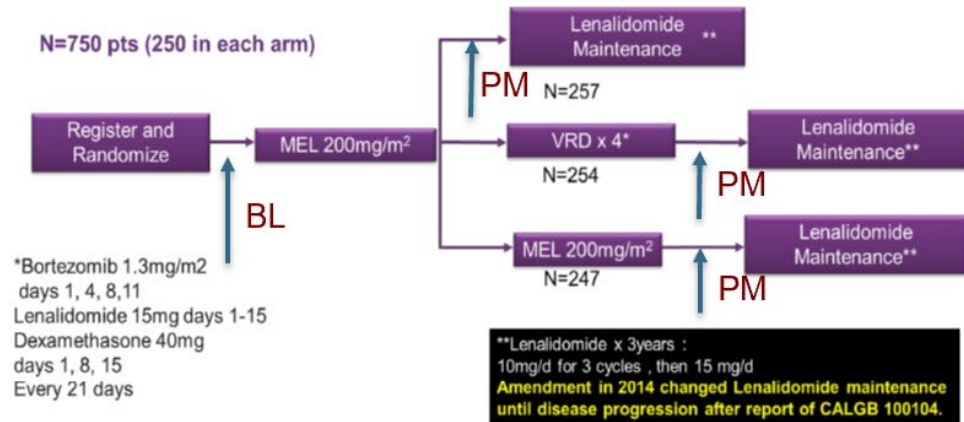 N=750 pts (250 in each arm)
Lenalidomide
Maintenance **
PM
N=257
Register and
Randomize
MEL 200mg/m²
VRD x 4*
Lenalidomide
Maintenance**
N=254
PM
BL
MEL 200mg/m²
Lenalidomide
Maintenance**
N=247
PM
*Bortezomib 1.3mg/m2
days 1, 4, 8,11
Lenalidomide 15mg days 1-15
Dexamethasone 40mg
days 1, 8, 15
Every 21 days
**Lenalidomide x 3years :
10mg/d for 3 cycles , then 15 mg/d
Amendment in 2014 changed Lenalidomide maintenance
until disease progression after report of CALGB 100104.